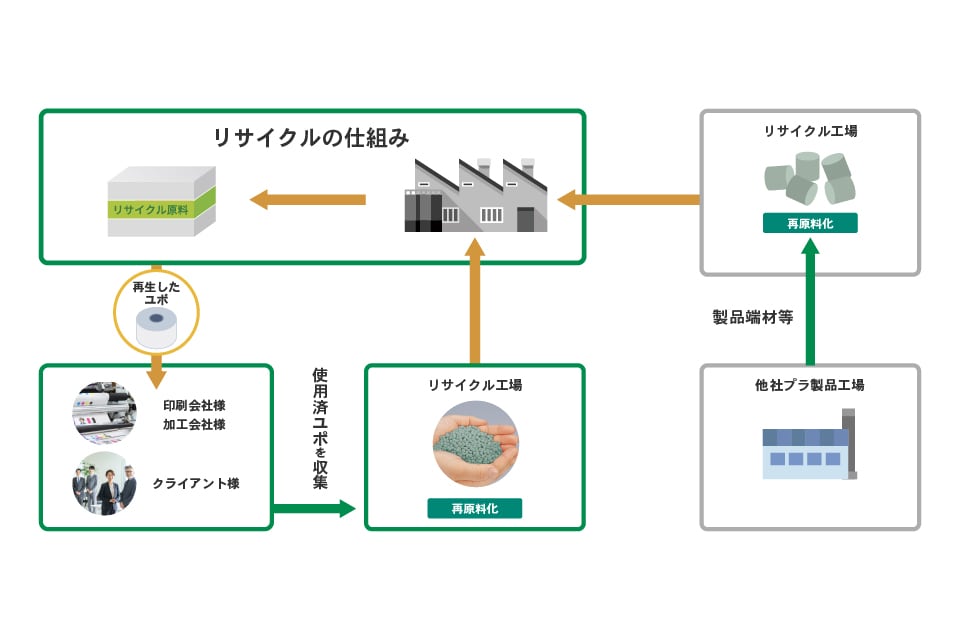 リサイクルの仕組み
リサイクル原料
再生した
ユポ
印刷会社様
加工会社様
クライアント様
使用済ユポを収集
リサイクル工場
再原料化
リサイクル工場
再原料化
製品端材等
他社プラ製品工場